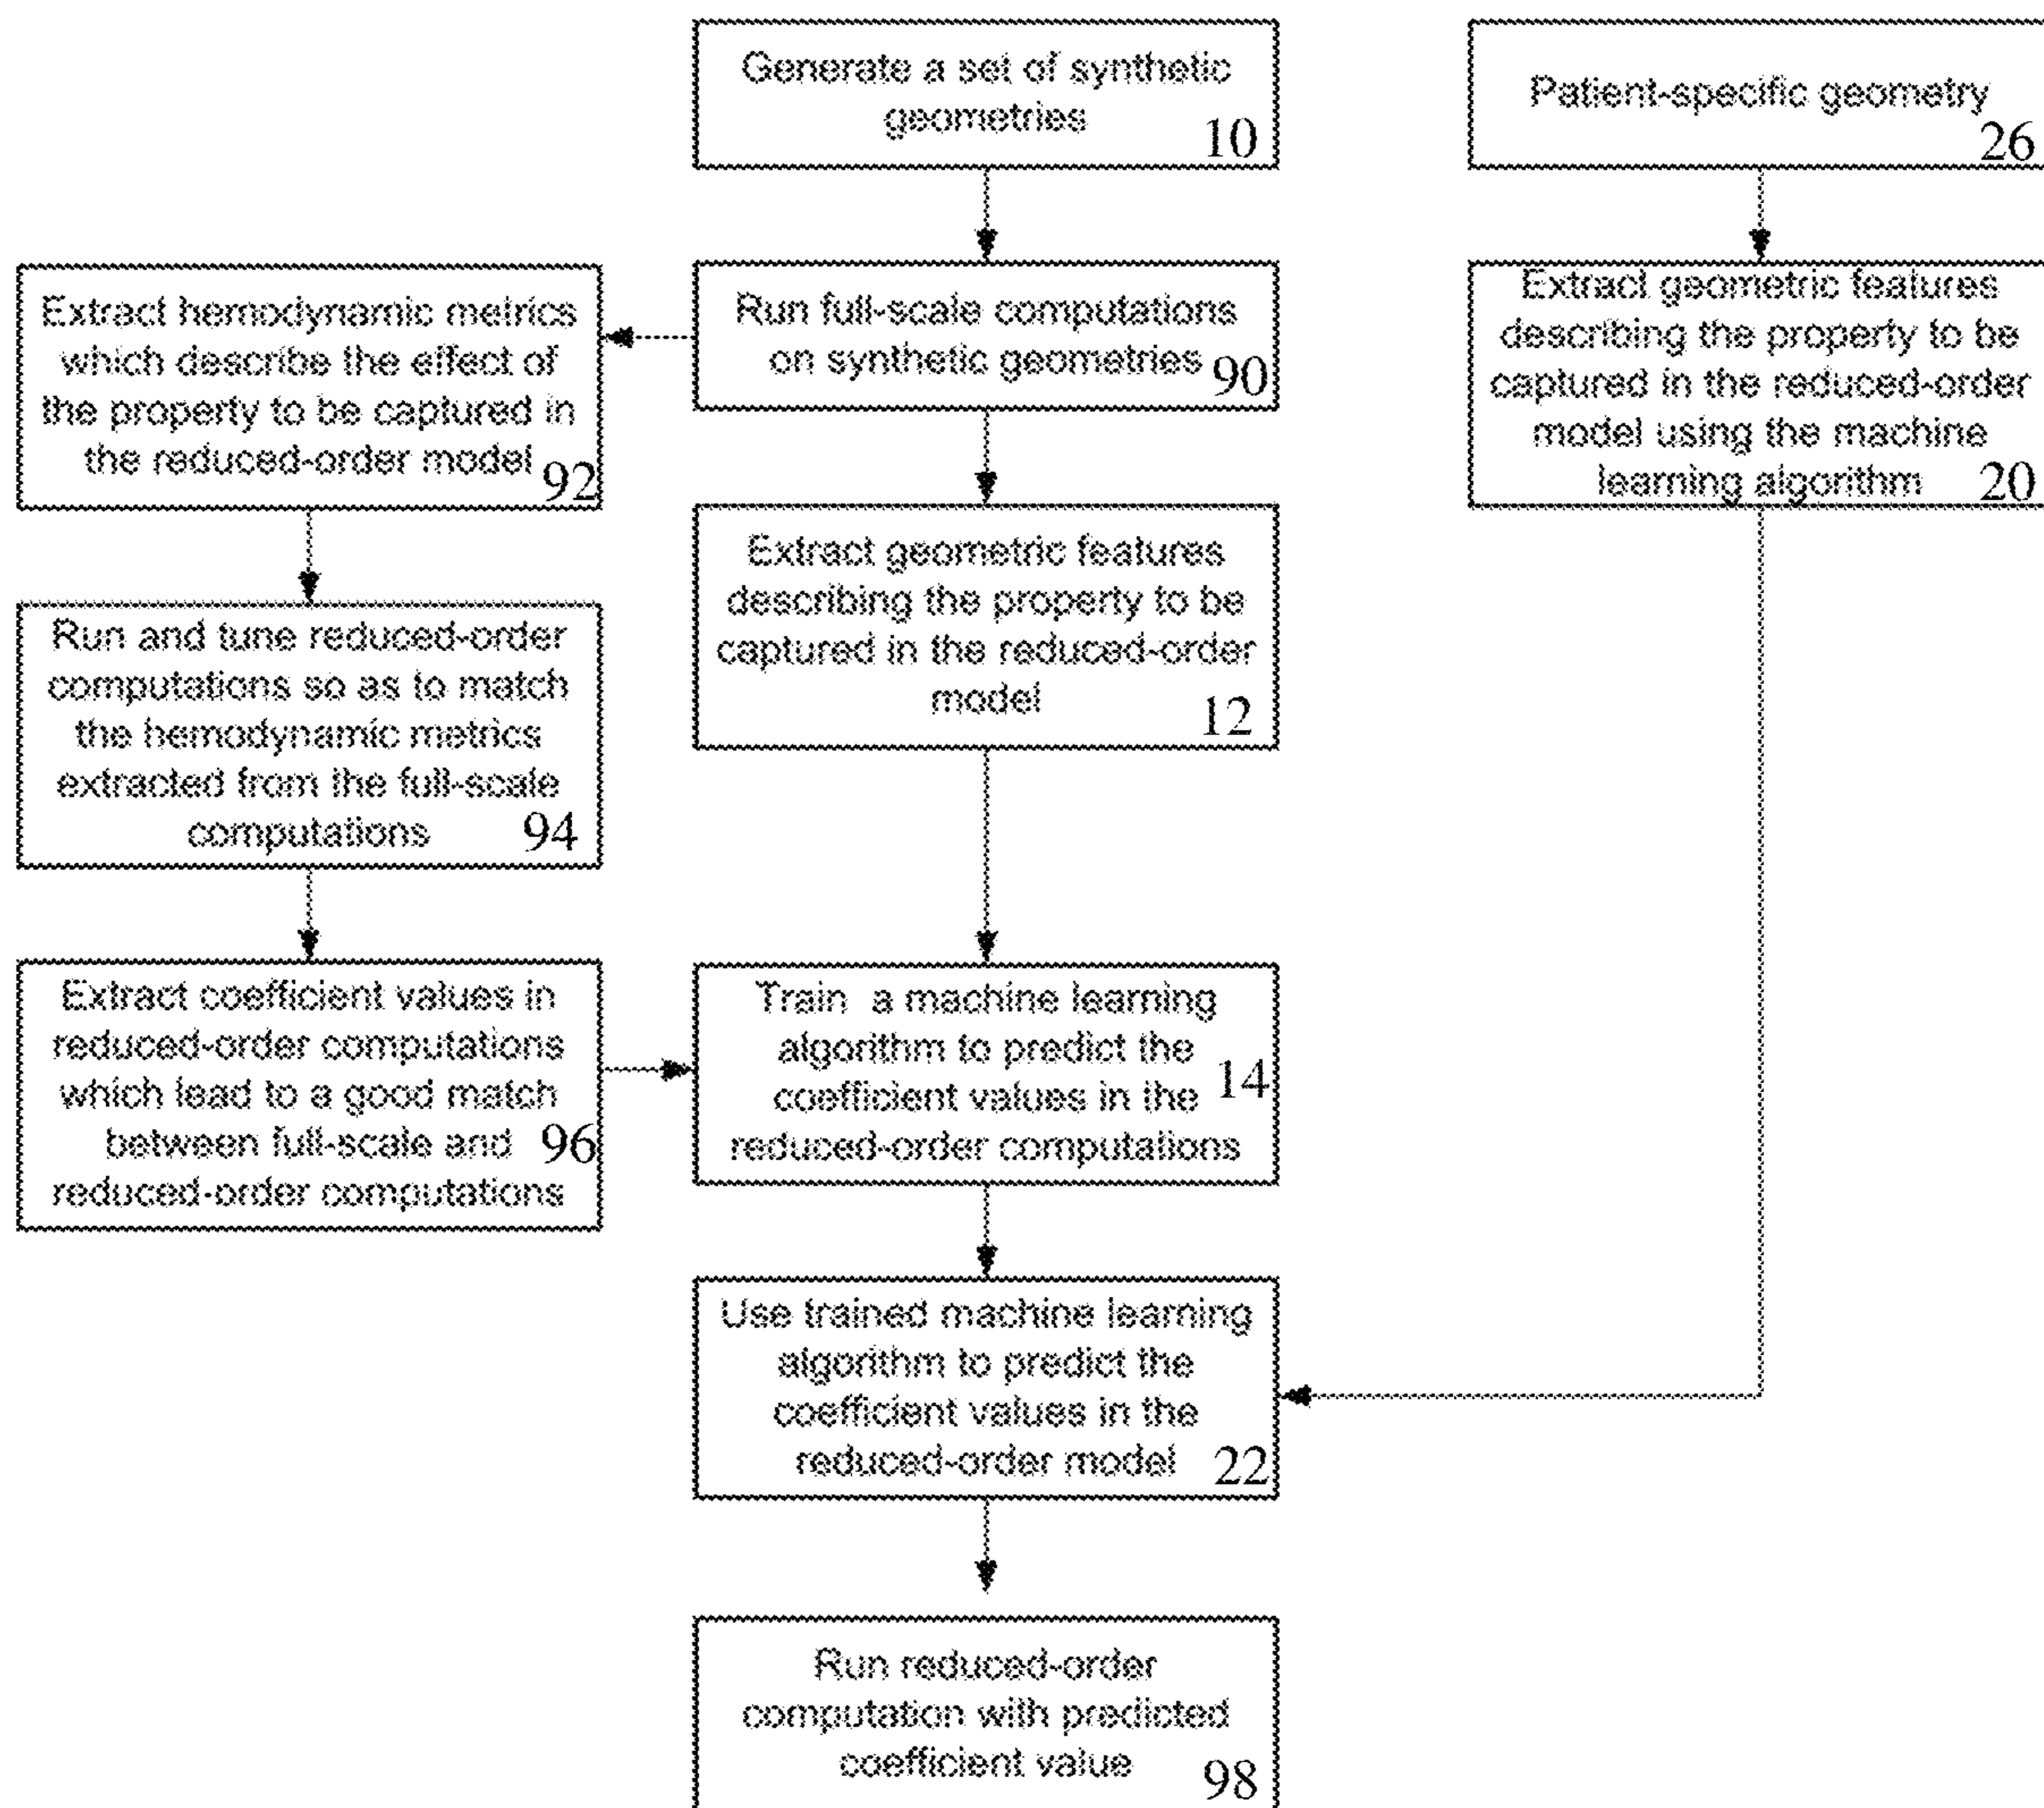 Generate a set of synthetic
geometries
10
Patient-specific geometry
26
Extract hemodynamic metrics
which describe the effect of
the property to be captured in
the reduced-order model
92
Run full-scale computations
on synthetic geometries
90
Extract geometric features
describing the property to be
captured in the reduced-order
model using the machine
learning algorithm
20
Extract geometric features
describing the property to be
captured in the reduced-order
model
12
Run and tune reduced-order
computations so as to match
the hemodynamic metrics
extracted from the full-scale
computations
94
Extract coefficient values in
reduced-order computations
which lead to a good match
between full-scale and
reduced-order computations
96
Train a machine learning
algorithm to predict the
coefficient values in the
reduced-order computations
14
Use trained machine learning
algorithm to predict the
coefficient values in the
reduced-order model
22
Run reduced-order
computation with predicted
coefficient value
98